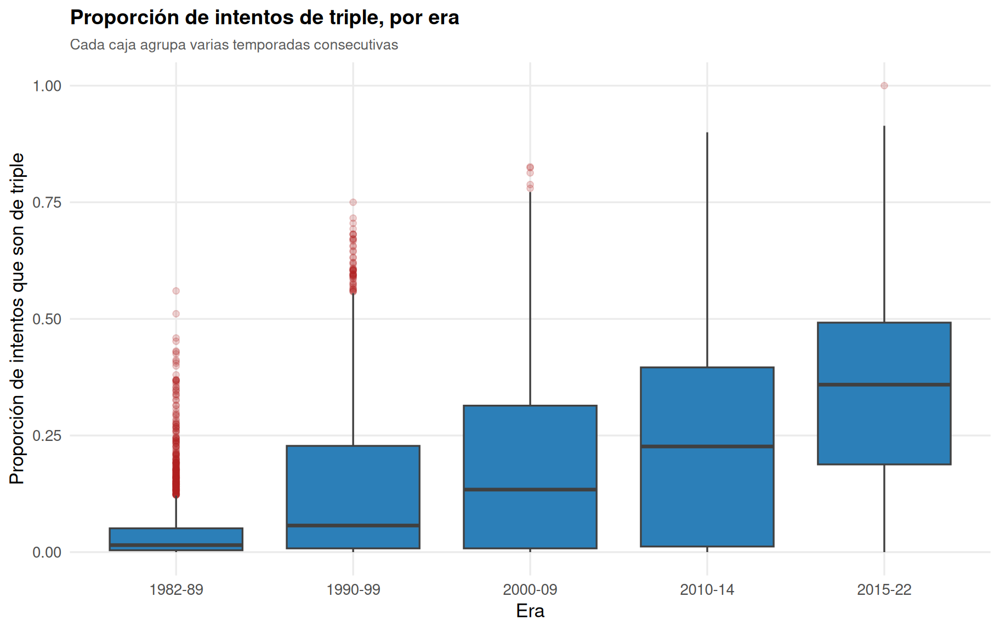 Proporción de intentos de triple, por era
Cada caja agrupa varias temporadas consecutivas
Proporción de intentos que son de triple
1.00
0.75
0.50
0.25
0.00
1982-89
1990-99
2000-09
2010-14
2015-22
Era